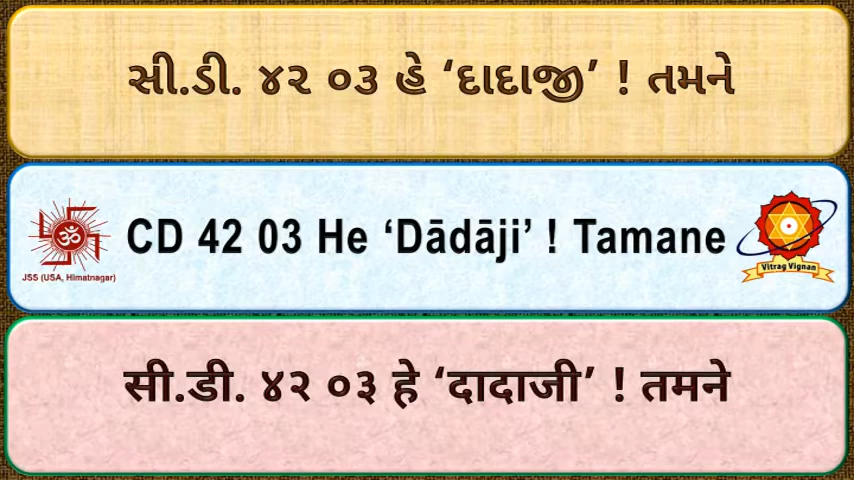 સી.ડી. ૪૨ ૦૩ હે ‘દાદાજી’ ! તમને
CD 42 03 He ‘Dādāji’ ! Tamane
ॐ
JSS (USA, Himatnagar)
Vitrag Vignan
सी.डी. ४२ ०३ हे ‘दादाजी’ ! तमने